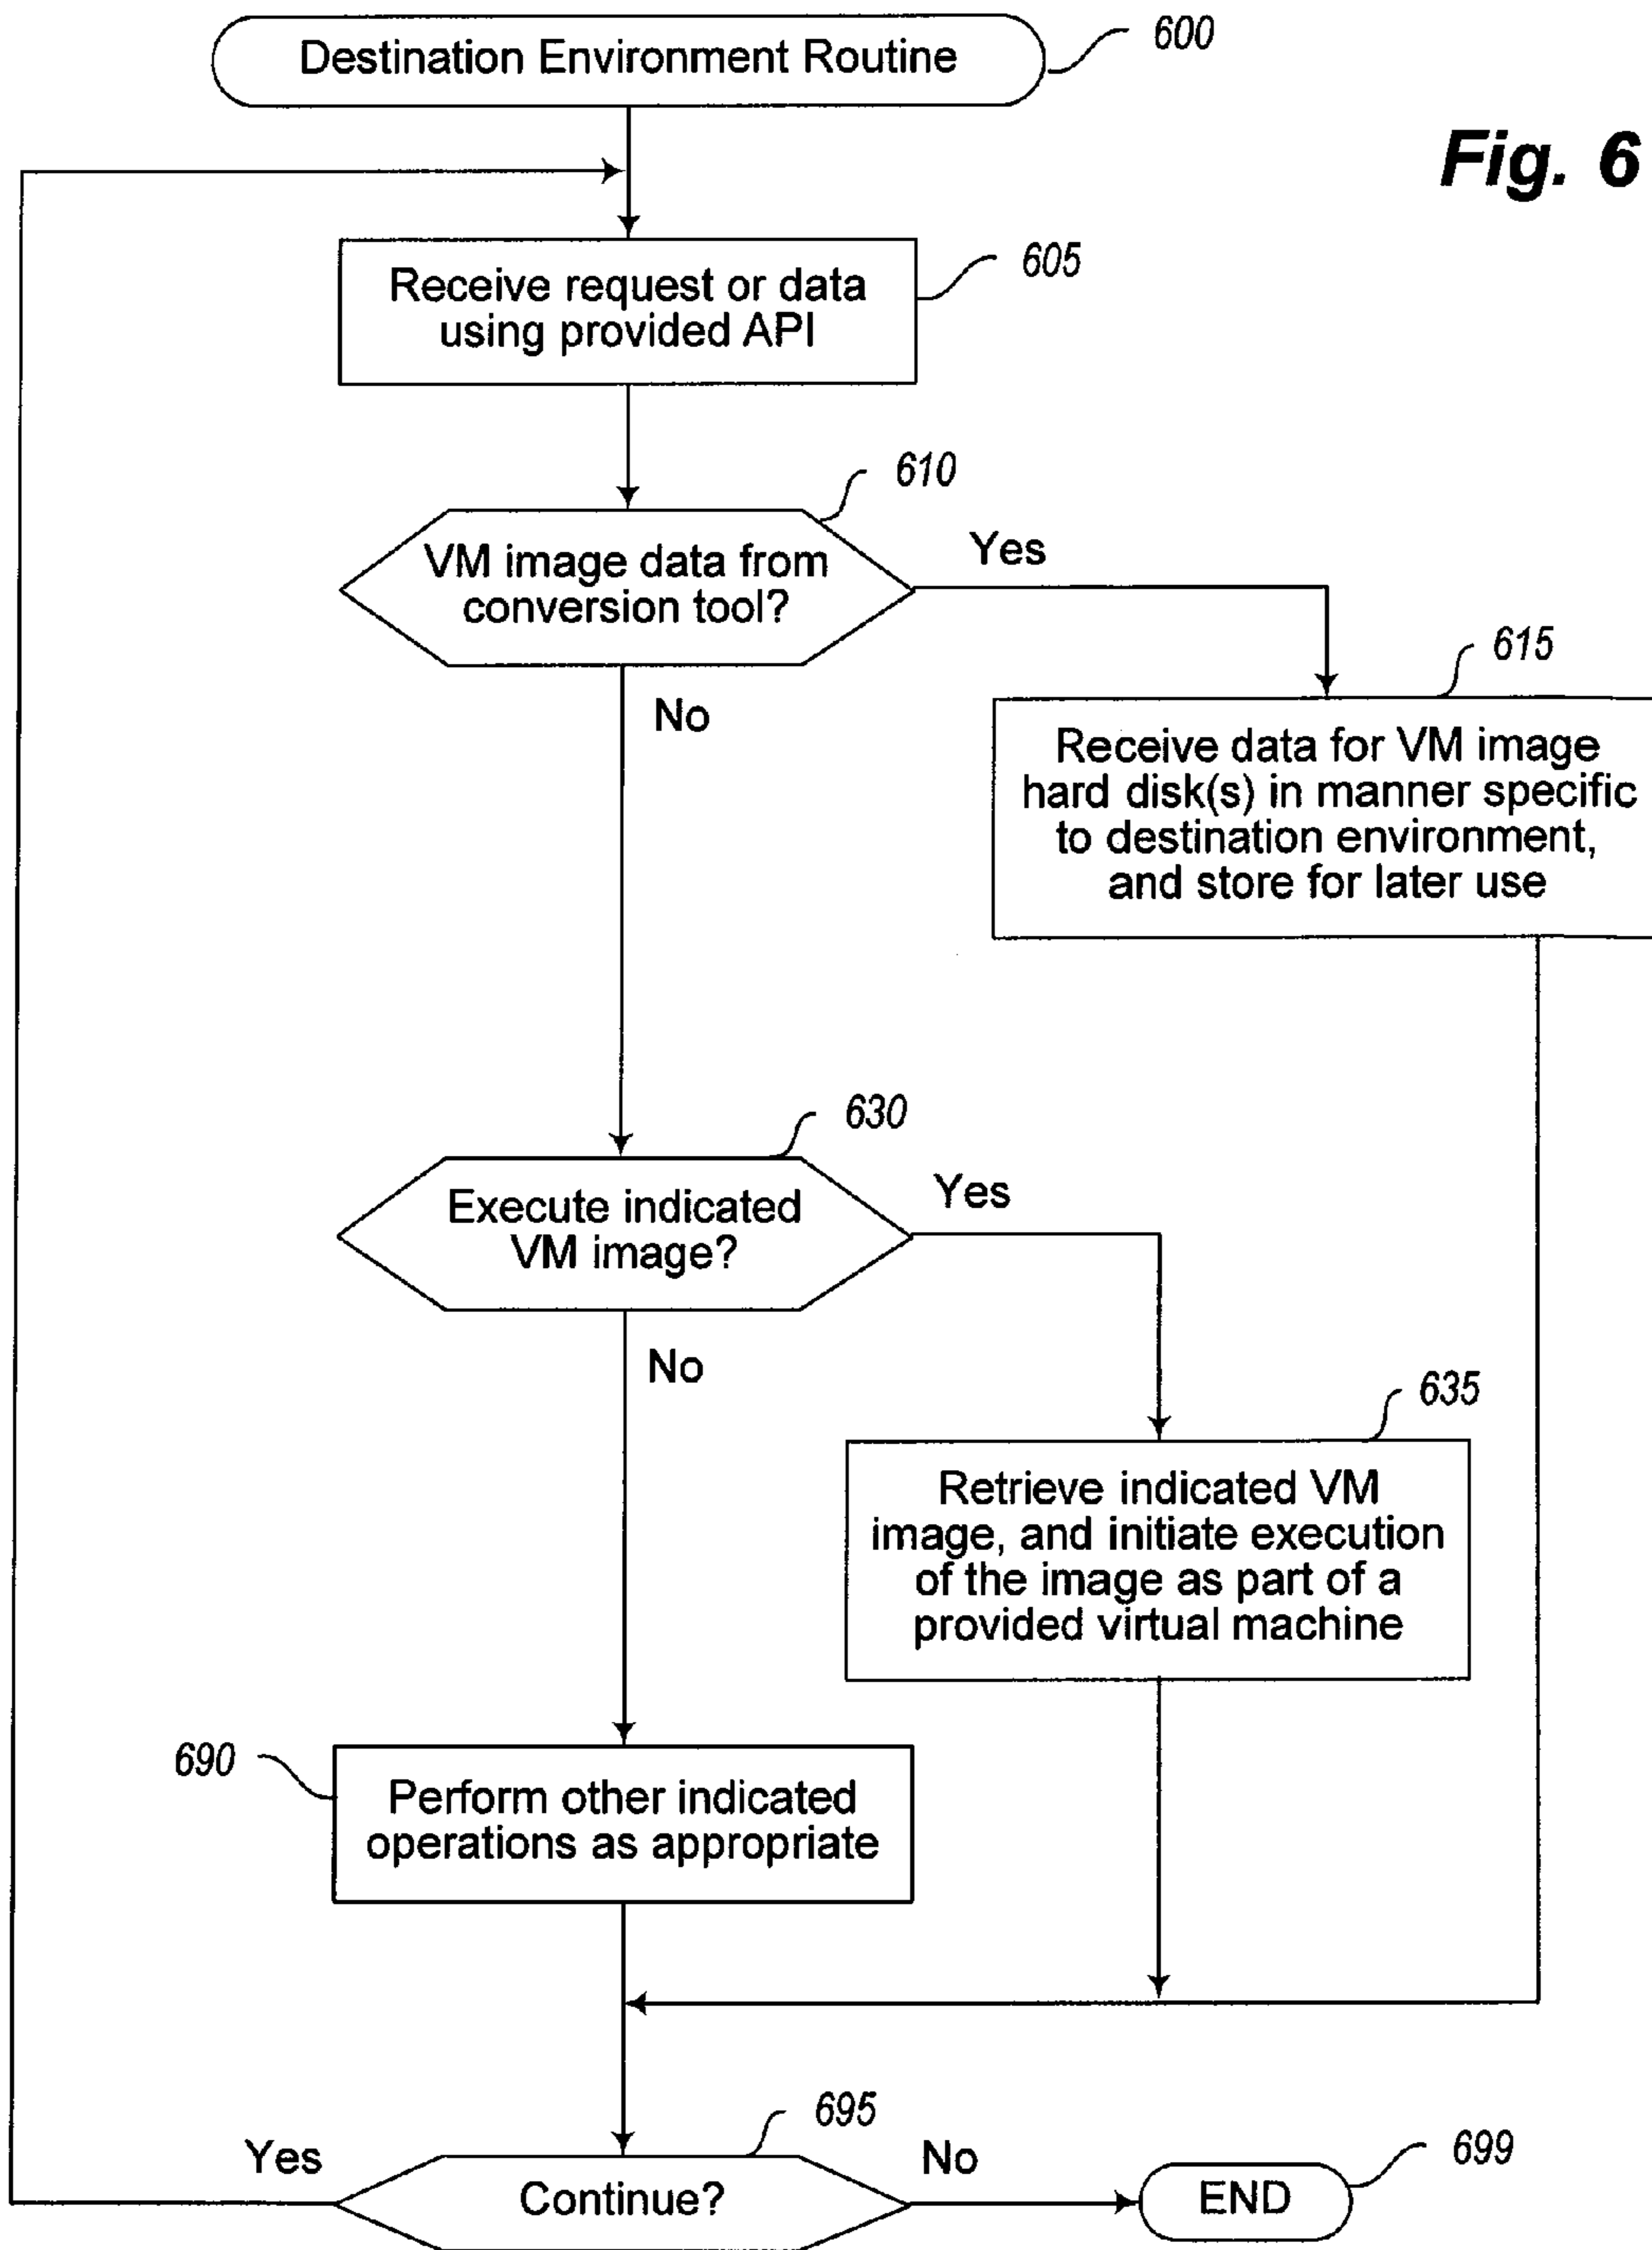 Destination Environment Routine
600
Fig. 6
Receive request or data
using provided API
605
VM image data from
conversion tool?
610
Yes
No
615
Receive data for VM image
hard disk(s) in manner specific
to destination environment,
and store for later use
630
Execute indicated
VM image?
Yes
No
635
Retrieve indicated VM
image, and initiate execution
of the image as part of a
provided virtual machine
690
Perform other indicated
operations as appropriate
695
Yes
Continue?
No
END
699